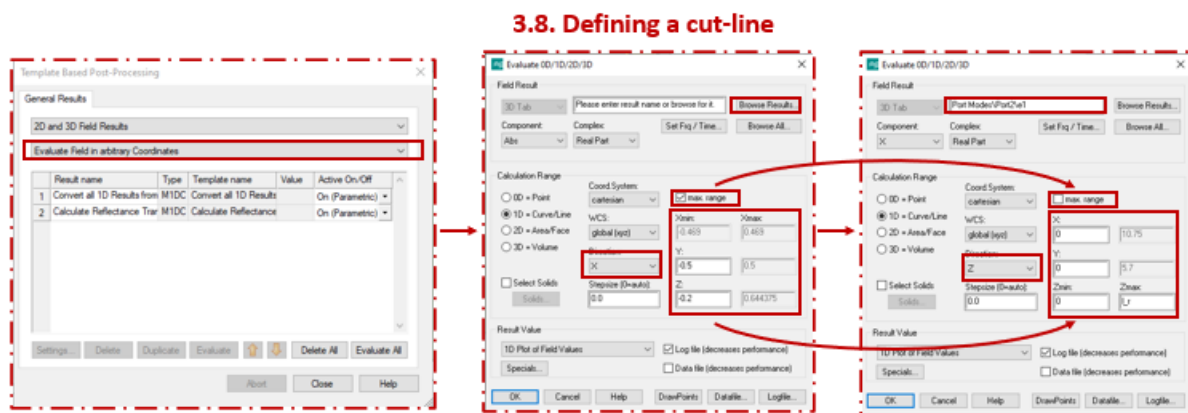 3.8. Defining a cut-line
Template Based Post-Processing
General Results
2D and 3D Field Results
Evaluate Field in arbitrary Coordinates
Result name Type Template name Value Active On/Off
1 Convert all 1D Results from M1DC Convert all 1D Results On (Parametric)
2 Calculate Reflectance Trar M1DC Calculate Reflectance On (Parametric)
Settings... Delete Duplicate Evaluate Delete All Evaluate All
Abort Close Help
Evaluate 0D/1D/2D/3D
Field Result
3D Tab Please enter result name or browse for it. Browse Results...
Component: Complex: Set Frq / Time... Browse All...
Abs Real Part
Calculation Range
Coord.System:
0D = Point cartesian max. range
1D = Curve/Line WCS: Xmin: Xmax:
2D = Area/Face global (xyz) -0.469 0.469
3D = Volume Direction: Y:
X -0.5 0.5
Select Solids Stepsize (0=auto): Z:
Solids... 0.0 -0.2 0.644375
Result Value
1D Plot of Field Values Log file (decreases performance)
Specials... Data file (decreases performance)
OK Cancel Help DrawPoints Datafile... Logfile...
Evaluate 0D/1D/2D/3D
Field Result
3D Tab Port Modes\Port2\e1 Browse Results...
Component: Complex: Set Frq / Time... Browse All...
X Real Part
Calculation Range
Coord.System:
0D = Point cartesian max. range
1D = Curve/Line WCS: X:
2D = Area/Face global (xyz) 0 10.75
3D = Volume Direction: Y:
Z 0 5.7
Select Solids Stepsize (0=auto): Zmin: Zmax:
Solids... 0.0 0 l_r
Result Value
1D Plot of Field Values Log file (decreases performance)
Specials... Data file (decreases performance)
OK Cancel Help DrawPoints Datafile... Logfile...